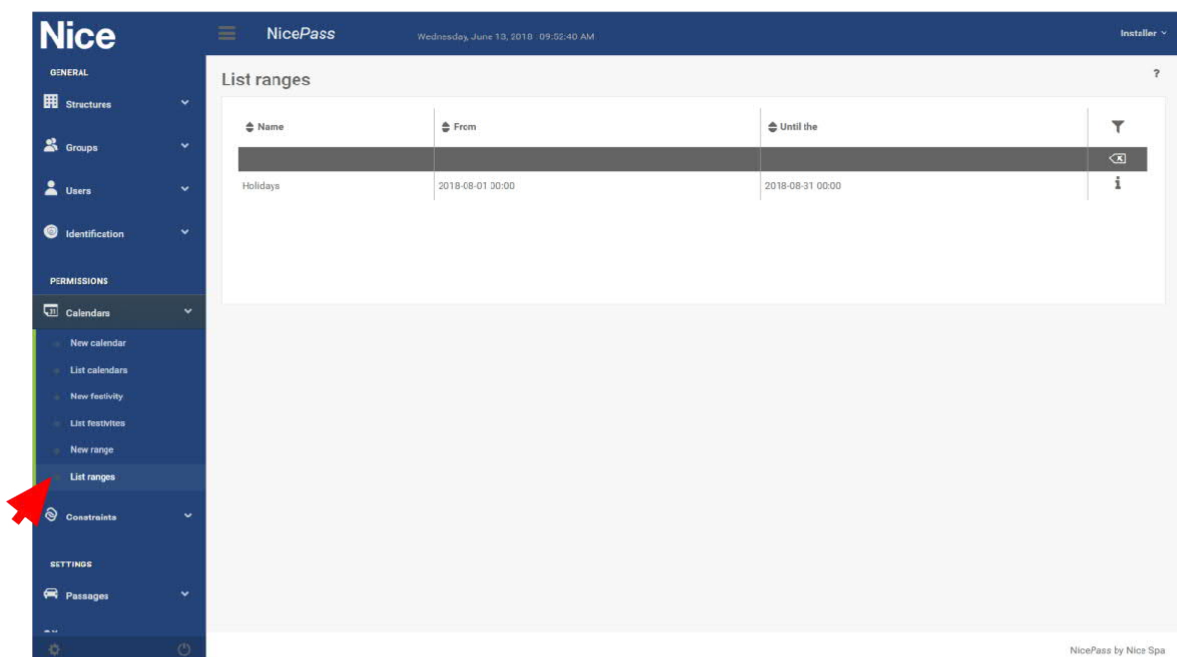 Nice
NicePass
Wednesday, June 13, 2018 09:52:40 AM
Installer
GENERAL
Structures
Groups
Users
Identification
PERMISSIONS
Calendars
New calendar
List calendars
New festivity
List festivites
New range
List ranges
Constraints
SETTINGS
Passages
List ranges
?
Name From Until the
Holidays 2018-08-01 00:00 2018-08-31 00:00 i
NicePass by Nice Spa